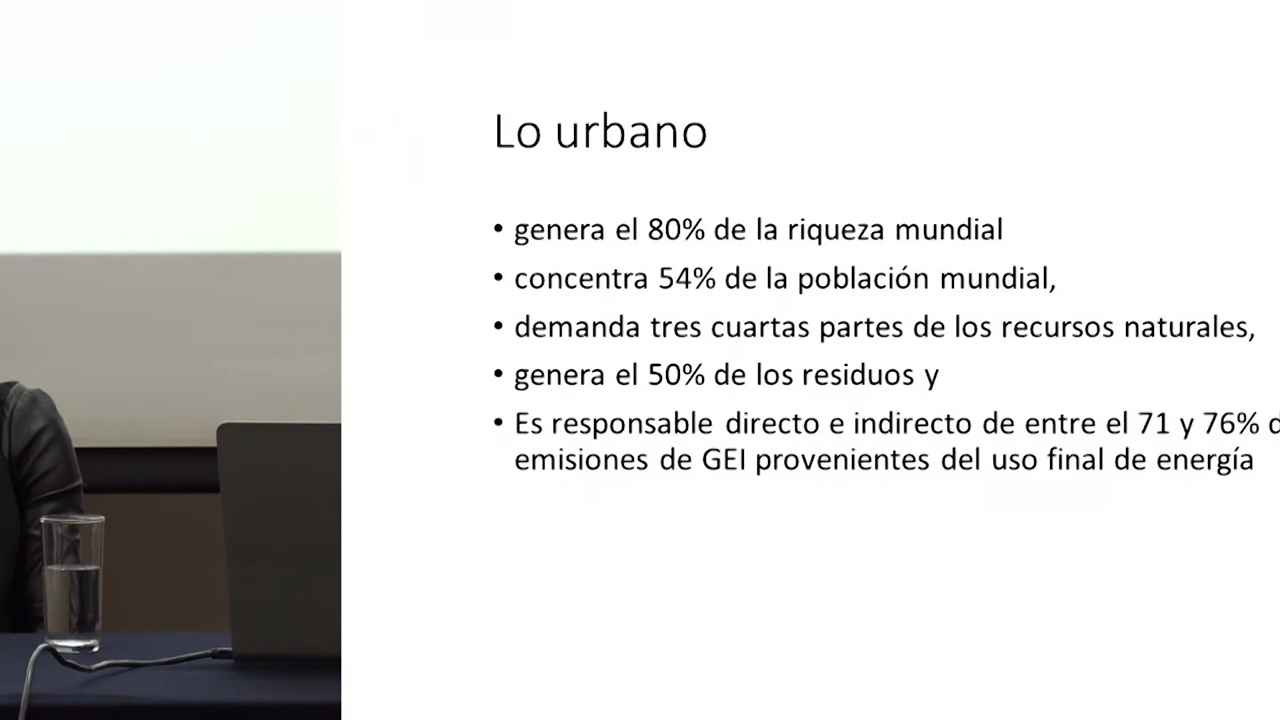 Lo urbano
• genera el 80% de la riqueza mundial
• concentra 54% de la población mundial,
• demanda tres cuartas partes de los recursos naturales,
• genera el 50% de los residuos y
• Es responsable directo e indirecto de entre el 71 y 76% d
emisiones de GEI provenientes del uso final de energía